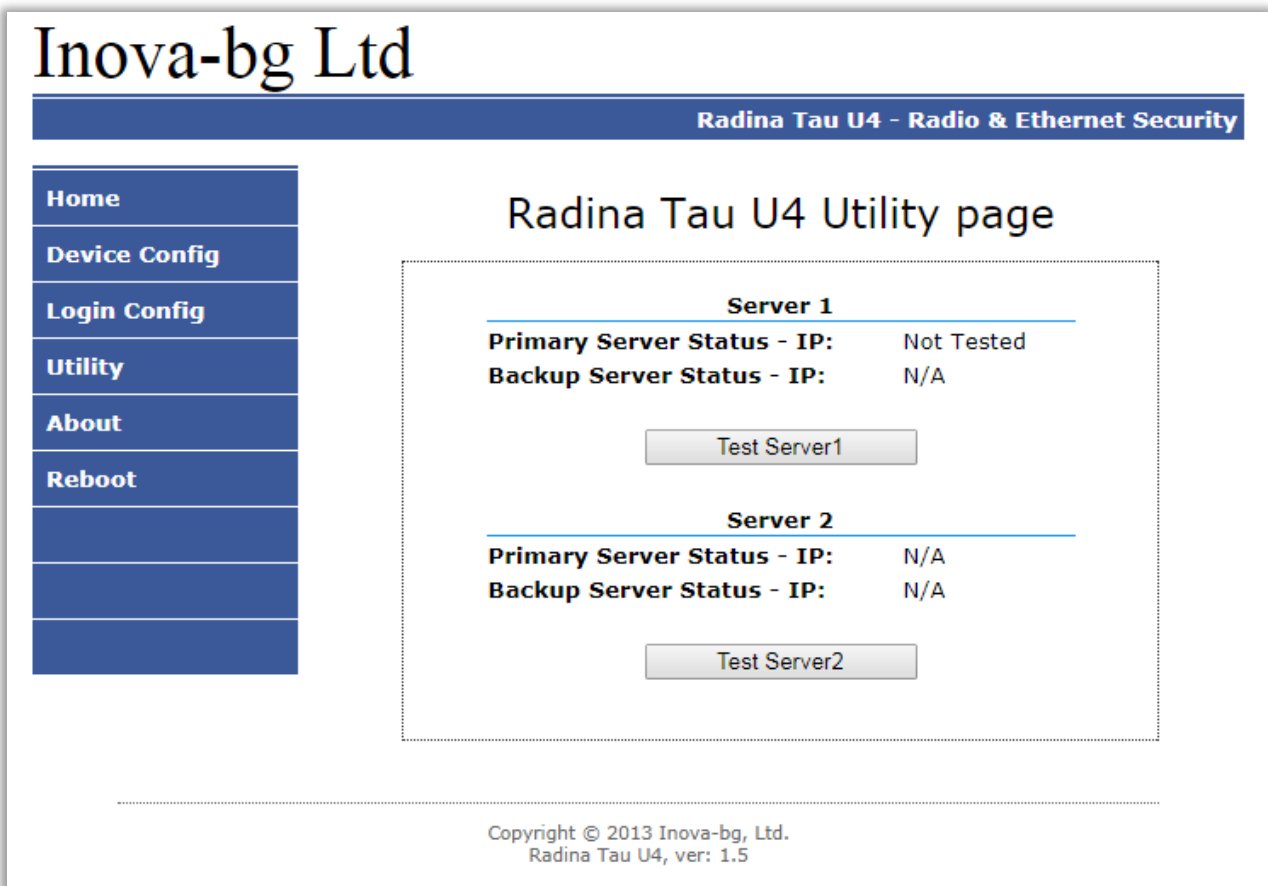 Inova-bg Ltd
Radina Tau U4 - Radio & Ethernet Security
Home
Device Config
Login Config
Utility
About
Reboot
Radina Tau U4 Utility page
Server 1
Primary Server Status - IP: Not Tested
Backup Server Status - IP: N/A
Test Server1
Server 2
Primary Server Status - IP: N/A
Backup Server Status - IP: N/A
Test Server2
Copyright © 2013 Inova-bg, Ltd.
Radina Tau U4, ver: 1.5